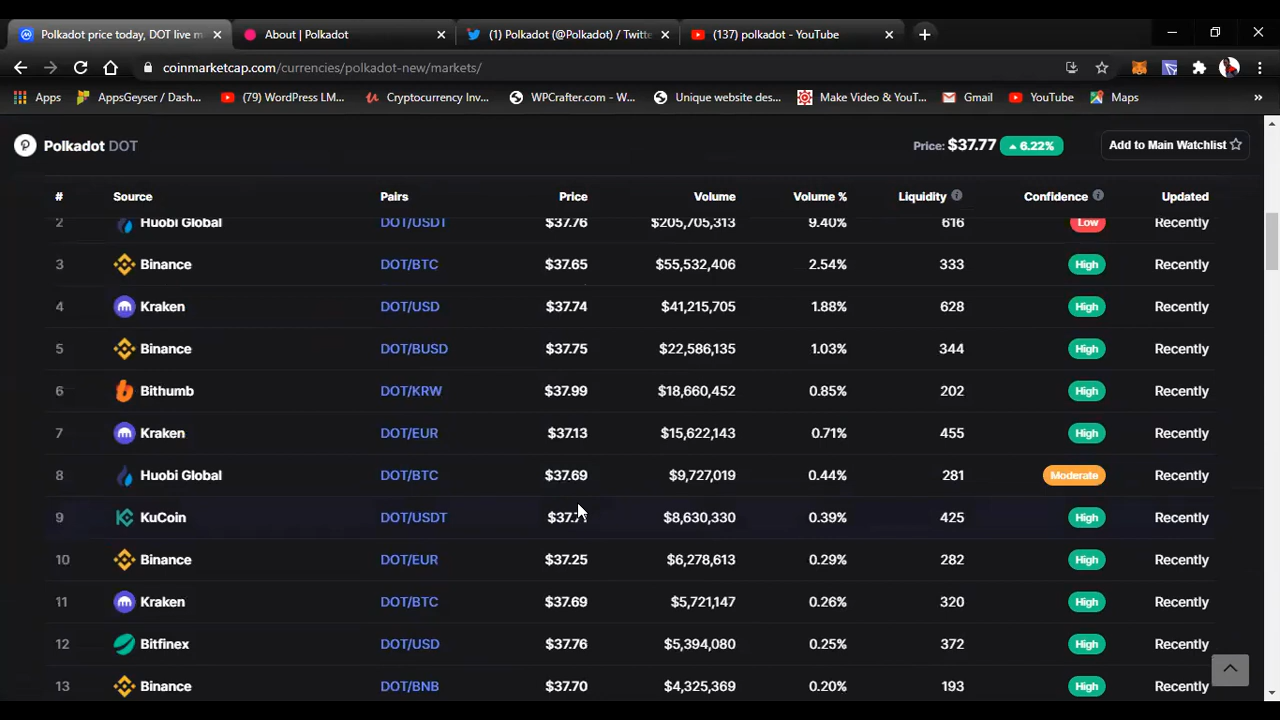 Polkadot price today, DOT live m
About | Polkadot
(1) Polkadot (@Polkadot) / Twitte
(137) polkadot - YouTube
coinmarketcap.com/currencies/polkadot-new/markets/
Apps
AppsGeyser / Dash...
(79) WordPress LM...
Cryptocurrency Inv...
WPCrafter.com - W...
Unique website des...
Make Video & YouT...
Gmail
YouTube
Maps
»
Polkadot DOT
Price: $37.77 6.22%
Add to Main Watchlist
# Source Pairs Price Volume Volume % Liquidity Confidence Updated
2 Huobi Global DOT/USDT $37.76 $205,705,313 9.40% 616 Low Recently
3 Binance DOT/BTC $37.65 $55,532,406 2.54% 333 High Recently
4 Kraken DOT/USD $37.74 $41,215,705 1.88% 628 High Recently
5 Binance DOT/BUSD $37.75 $22,586,135 1.03% 344 High Recently
6 Bithumb DOT/KRW $37.99 $18,660,452 0.85% 202 High Recently
7 Kraken DOT/EUR $37.13 $15,622,143 0.71% 455 High Recently
8 Huobi Global DOT/BTC $37.69 $9,727,019 0.44% 281 Moderate Recently
9 KuCoin DOT/USDT $8,630,330 0.39% 425 High Recently
10 Binance DOT/EUR $37.25 $6,278,613 0.29% 282 High Recently
11 Kraken DOT/BTC $37.69 $5,721,147 0.26% 320 High Recently
12 Bitfinex DOT/USD $37.76 $5,394,080 0.25% 372 High Recently
13 Binance DOT/BNB $37.70 $4,325,369 0.20% 193 High Recently